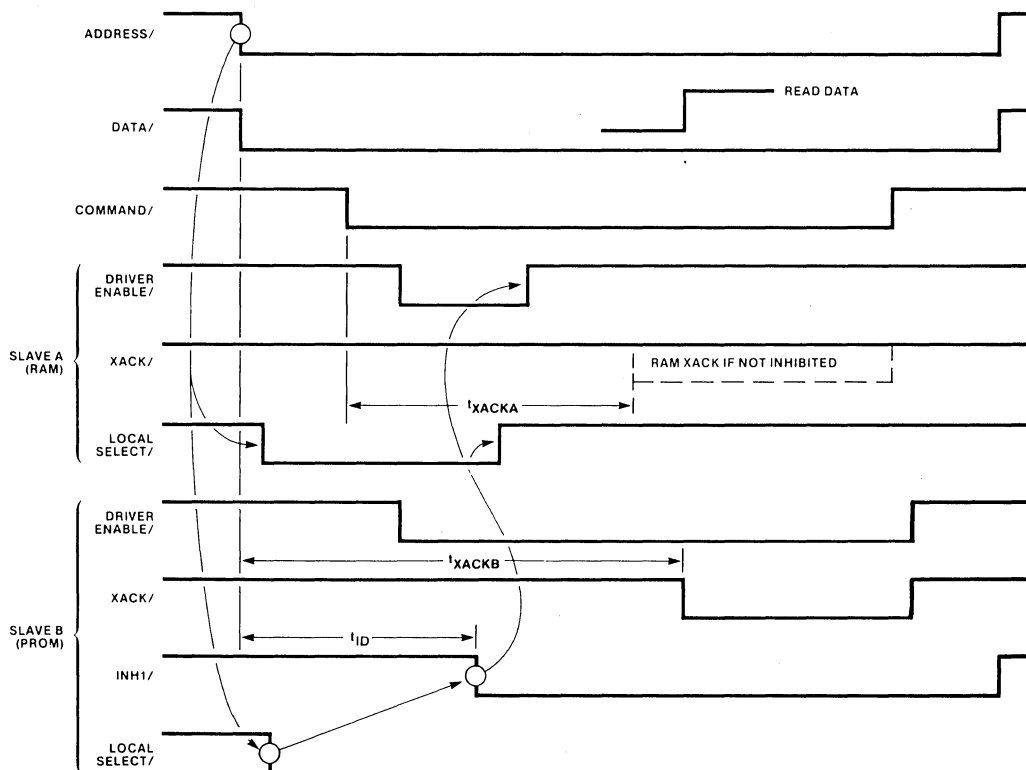 ADDRESS/
READ DATA
DATA/
COMMAND/
DRIVER
ENABLE/
SLAVE A
(RAM)
XACK/
RAM XACK IF NOT INHIBITED
tXACKA
LOCAL
SELECT/
DRIVER
ENABLE/
tXACKB
XACK/
SLAVE B
(PROM)
tID
INH1/
LOCAL
SELECT/